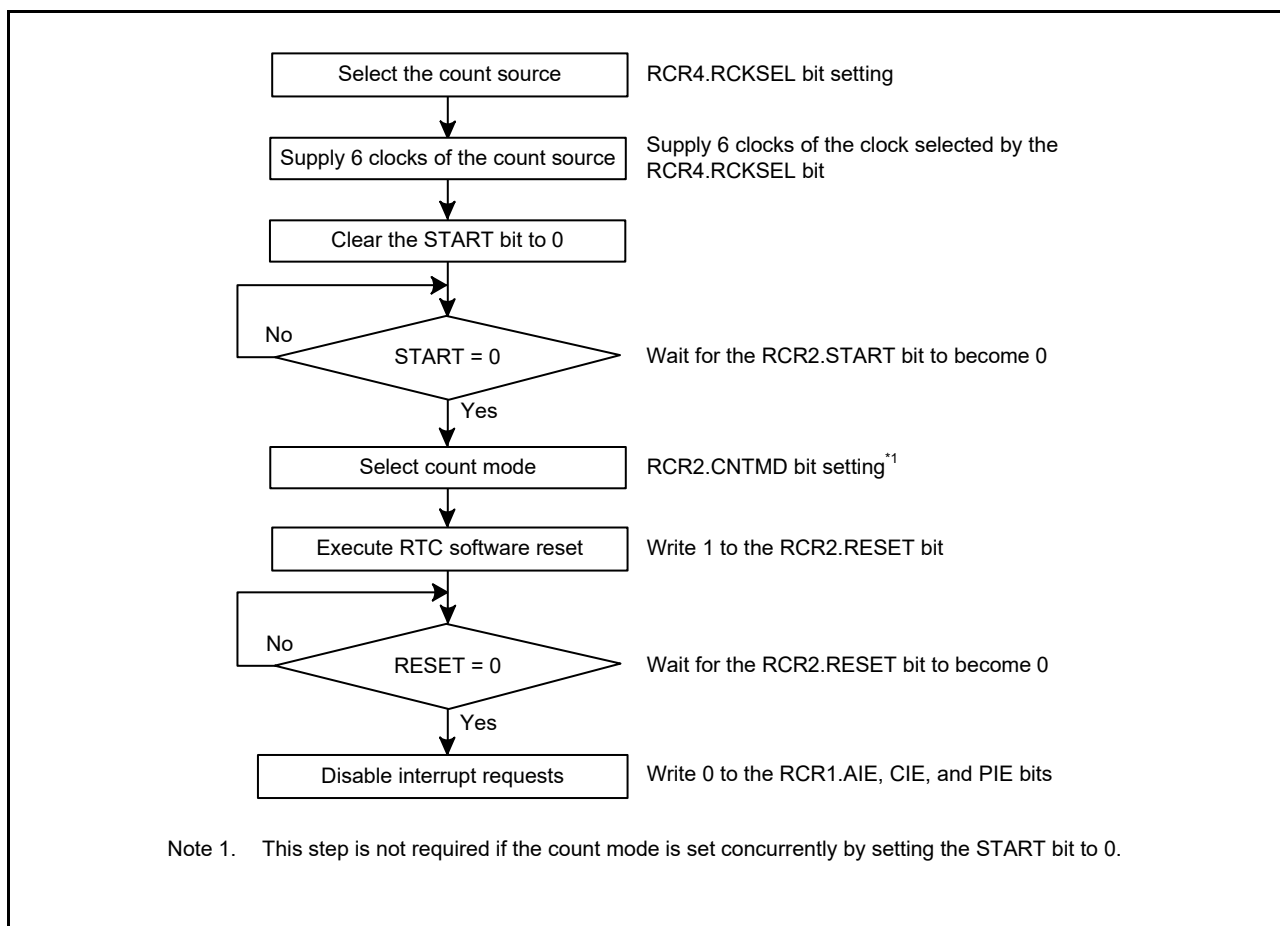 Select the count source
RCR4.RCKSEL bit setting
Supply 6 clocks of the count source
Supply 6 clocks of the clock selected by the
RCR4.RCKSEL bit
Clear the START bit to 0
No
START = 0
Wait for the RCR2.START bit to become 0
Yes
Select count mode
RCR2.CNTMD bit setting*1
Execute RTC software reset
Write 1 to the RCR2.RESET bit
No
RESET = 0
Wait for the RCR2.RESET bit to become 0
Yes
Disable interrupt requests
Write 0 to the RCR1.AIE, CIE, and PIE bits
Note 1. This step is not required if the count mode is set concurrently by setting the START bit to 0.